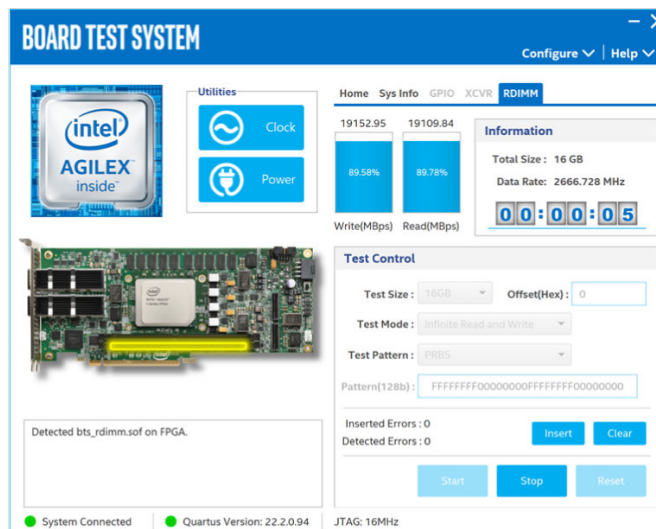 BOARD TEST SYSTEM
Configure
Help
intel
AGILEX
inside
Utilities
Clock
Power
Home Sys Info GPIO XCVR RDIMM
19152.95 19109.84
89.58% 89.78%
Write(MBps) Read(MBps)
Information
Total Size : 16 GB
Data Rate: 2666.728 MHz
00:00:05
Test Control
Test Size : 16GB Offset(Hex) : 0
Test Mode : Infinite Read and Write
Test Pattern : PRBS
Pattern(128b) : FFFFFFFF00000000FFFFFFFF00000000
Inserted Errors : 0
Detected Errors : 0
Insert Clear
Start Stop Reset
Detected bts_rdimm.sof on FPGA.
System Connected Quartus Version: 22.2.0.94 JTAG: 16MHz